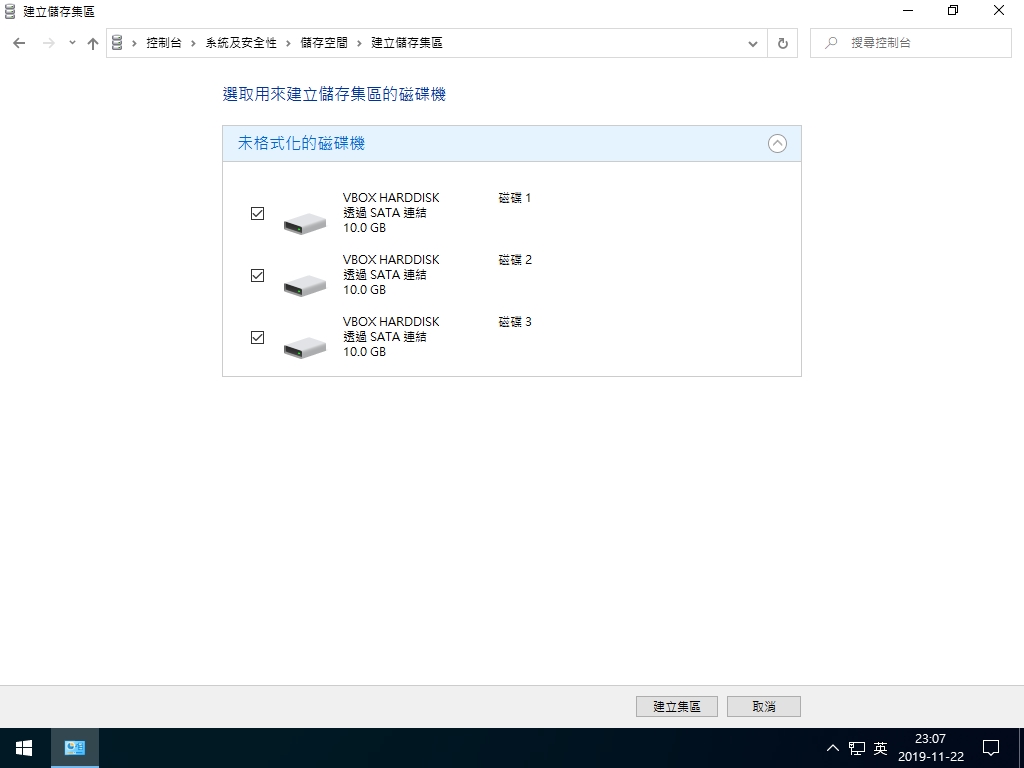 建立儲存集區
控制台 系統及安全性 儲存空間 建立儲存集區
搜尋控制台
選取用來建立儲存集區的磁碟機
未格式化的磁碟機
VBOX HARDDISK 磁碟 1
透過 SATA 連結
10.0 GB
VBOX HARDDISK 磁碟 2
透過 SATA 連結
10.0 GB
VBOX HARDDISK 磁碟 3
透過 SATA 連結
10.0 GB
建立集區 取消
英 23:07
2019-11-22